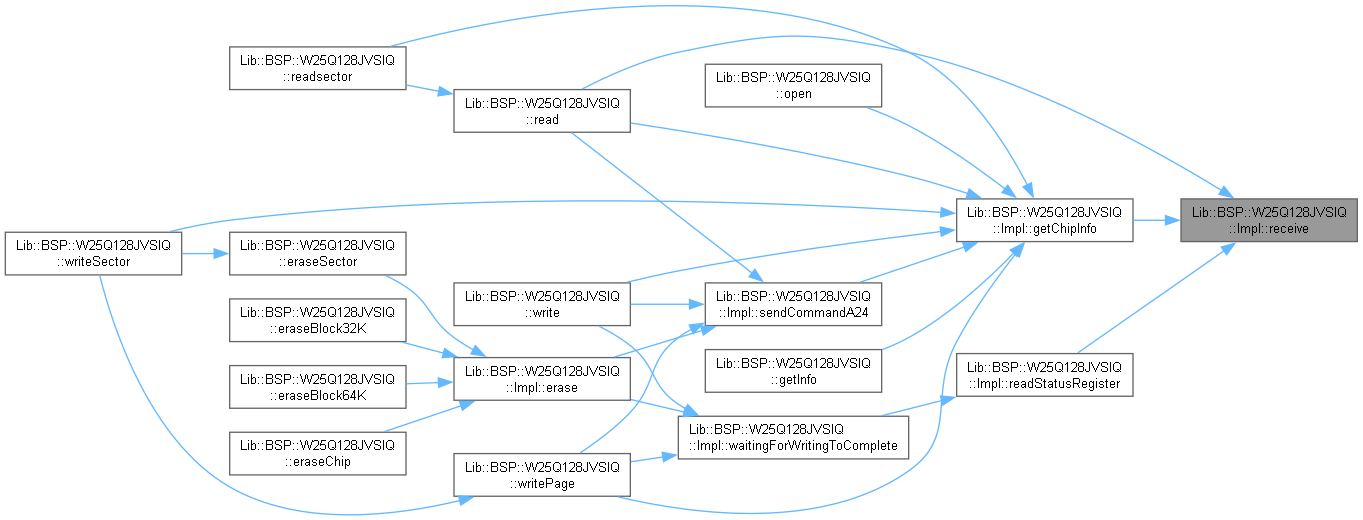 Lib::BSP::W25Q128JVSIQ
::readsector
Lib::BSP::W25Q128JVSIQ
::read
Lib::BSP::W25Q128JVSIQ
::open
Lib::BSP::W25Q128JVSIQ
::Impl::getChipInfo
Lib::BSP::W25Q128JVSIQ
::Impl::receive
Lib::BSP::W25Q128JVSIQ
::writeSector
Lib::BSP::W25Q128JVSIQ
::eraseSector
Lib::BSP::W25Q128JVSIQ
::eraseBlock32K
Lib::BSP::W25Q128JVSIQ
::eraseBlock64K
Lib::BSP::W25Q128JVSIQ
::eraseChip
Lib::BSP::W25Q128JVSIQ
::write
Lib::BSP::W25Q128JVSIQ
::Impl::erase
Lib::BSP::W25Q128JVSIQ
::writePage
Lib::BSP::W25Q128JVSIQ
::Impl::sendCommandA24
Lib::BSP::W25Q128JVSIQ
::getInfo
Lib::BSP::W25Q128JVSIQ
::Impl::waitingForWritingToComplete
Lib::BSP::W25Q128JVSIQ
::Impl::readStatusRegister